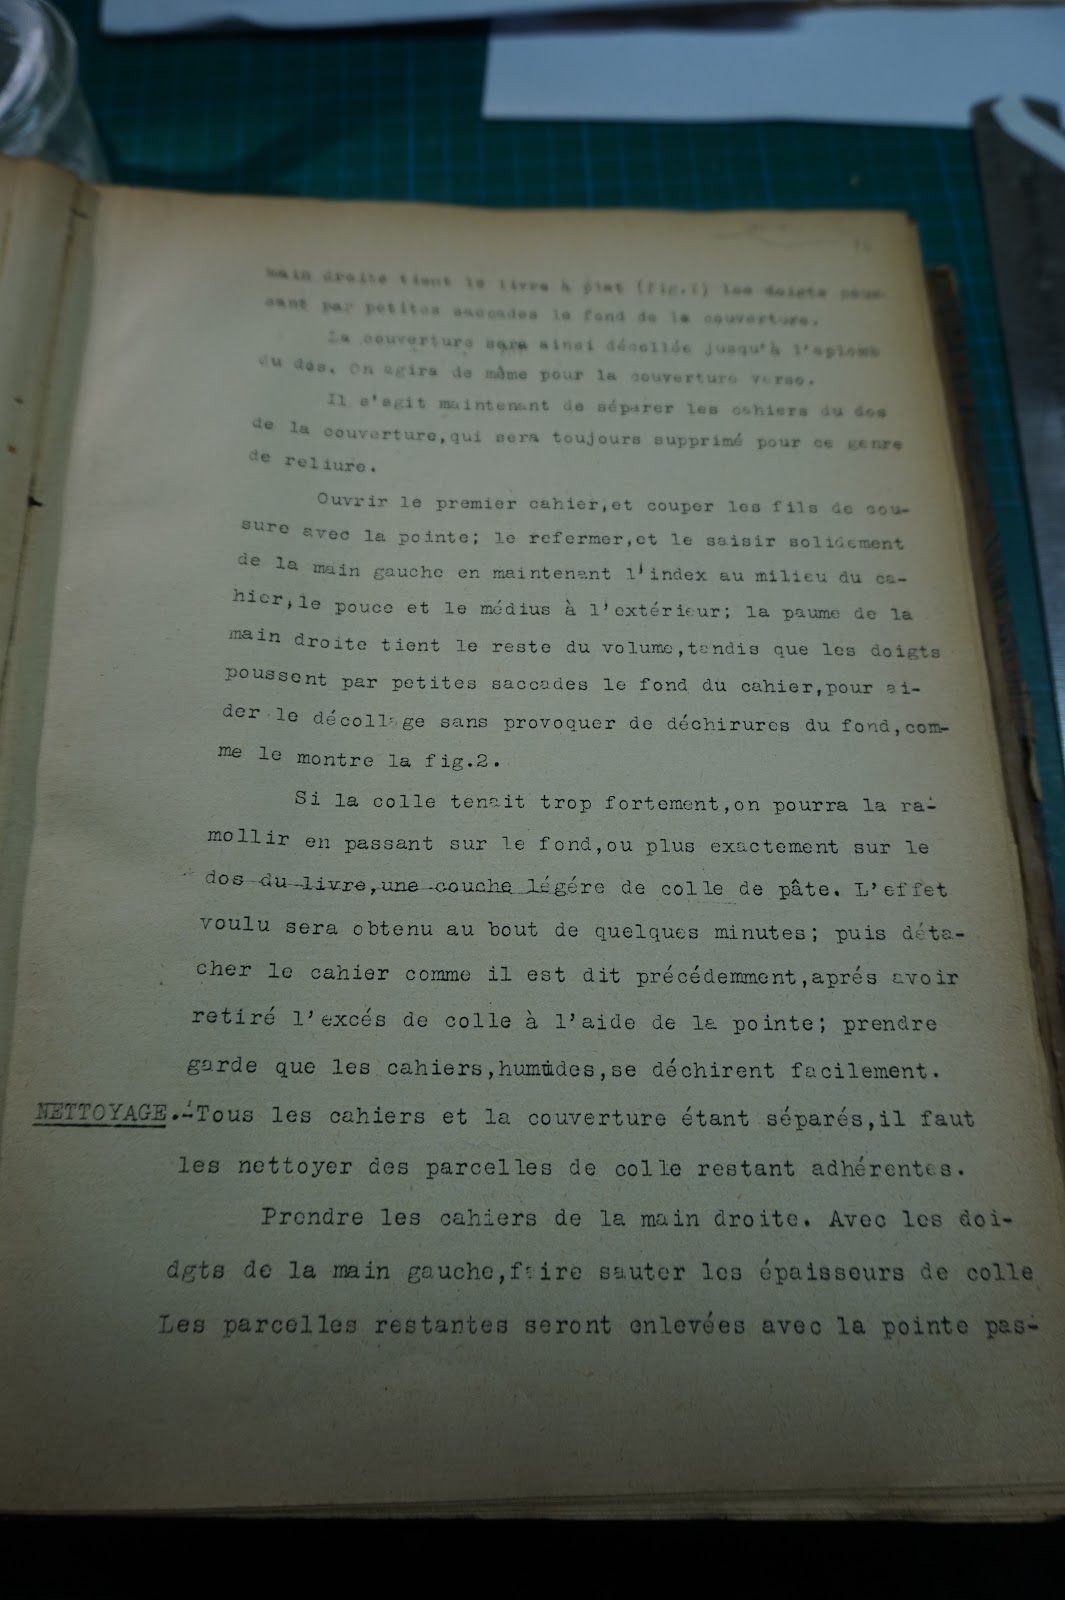 main droite tient le livre à plat (fig.1) les doigts pous-
sant par petites saccades le fond de la couverture.
La couverture sera ainsi décollée jusqu'à l'aplomb
du dos. On agira de même pour la couverture verso.
Il s'agit maintenant de séparer les cahiers du dos
de la couverture,qui sera toujours supprimé pour ce genre
de reliure.
Ouvrir le premier cahier,et couper les fils de cou-
sure avec la pointe; le refermer,et le saisir solidement
de la main gauche en maintenant l'index au milieu du ca-
hier,le pouce et le médius à l'extérieur; la paume de la
main droite tient le reste du volume,tandis que les doigts
poussent par petites saccades le fond du cahier,pour ai-
der le décollage sans provoquer de déchirures du fond,com-
me le montre la fig.2.
Si la colle tenait trop fortement,on pourra la ra-
mollir en passant sur le fond,ou plus exactement sur le
dos du livre,une couche légére de colle de pâte. L'effet
voulu sera obtenu au bout de quelques minutes; puis déta-
cher le cahier comme il est dit précédemment,aprés avoir
retiré l'excés de colle à l'aide de la pointe; prendre
garde que les cahiers,humides,se déchirent facilement.
NETTOYAGE.-Tous les cahiers et la couverture étant séparés,il faut
les nettoyer des parcelles de colle restant adhérentes.
Prendre les cahiers de la main droite. Avec les doi-
dgts de la main gauche,faire sauter les épaisseurs de colle
Les parcelles restantes seront enlevées avec la pointe pas-